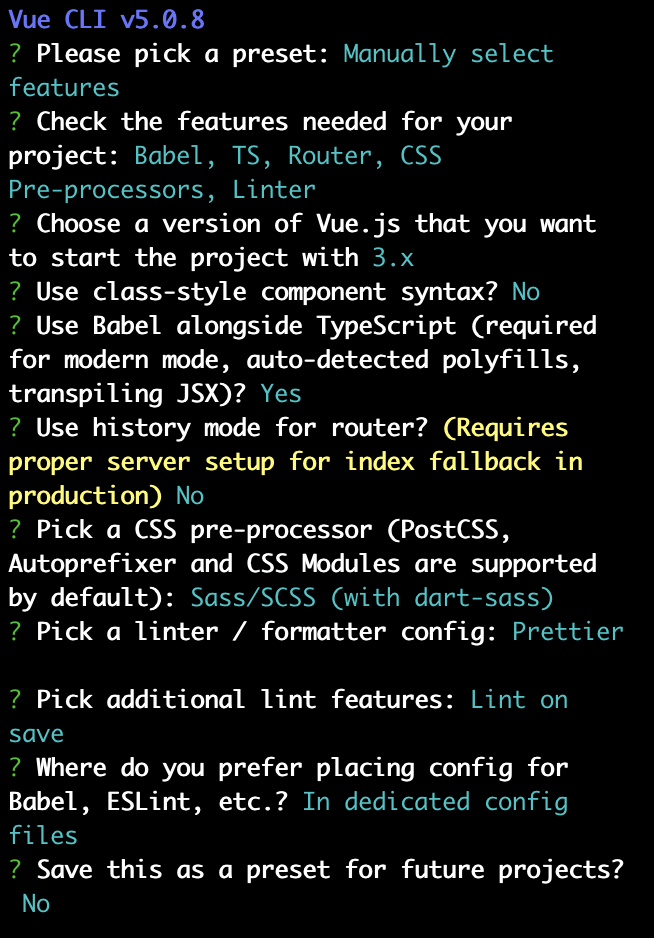 Vue CLI v5.0.8
? Please pick a preset: Manually select
features
? Check the features needed for your
project: Babel, TS, Router, CSS
Pre-processors, Linter
? Choose a version of Vue.js that you want
to start the project with 3.x
? Use class-style component syntax? No
? Use Babel alongside TypeScript (required
for modern mode, auto-detected polyfills,
transpiling JSX)? Yes
? Use history mode for router? (Requires
proper server setup for index fallback in
production) No
? Pick a CSS pre-processor (PostCSS,
Autoprefixer and CSS Modules are supported
by default): Sass/SCSS (with dart-sass)
? Pick a linter / formatter config: Prettier
? Pick additional lint features: Lint on
save
? Where do you prefer placing config for
Babel, ESLint, etc.? In dedicated config
files
? Save this as a preset for future projects?
No